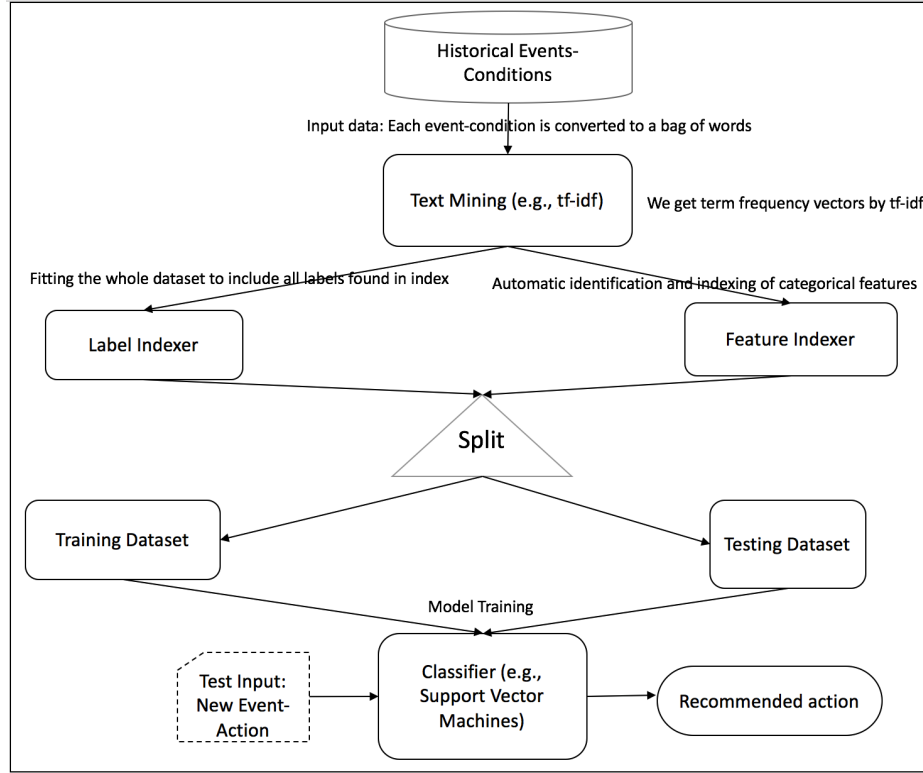 Historical Events-
Conditions
Input data: Each event-condition is converted to a bag of words
Text Mining (e.g., tf-idf)
We get term frequency vectors by tf-idf
Fitting the whole dataset to include all labels found in index
Automatic identification and indexing of categorical features
Label Indexer
Feature Indexer
Split
Training Dataset
Testing Dataset
Model Training
Test Input:
New Event-
Action
Classifier (e.g.,
Support Vector
Machines)
Recommended action